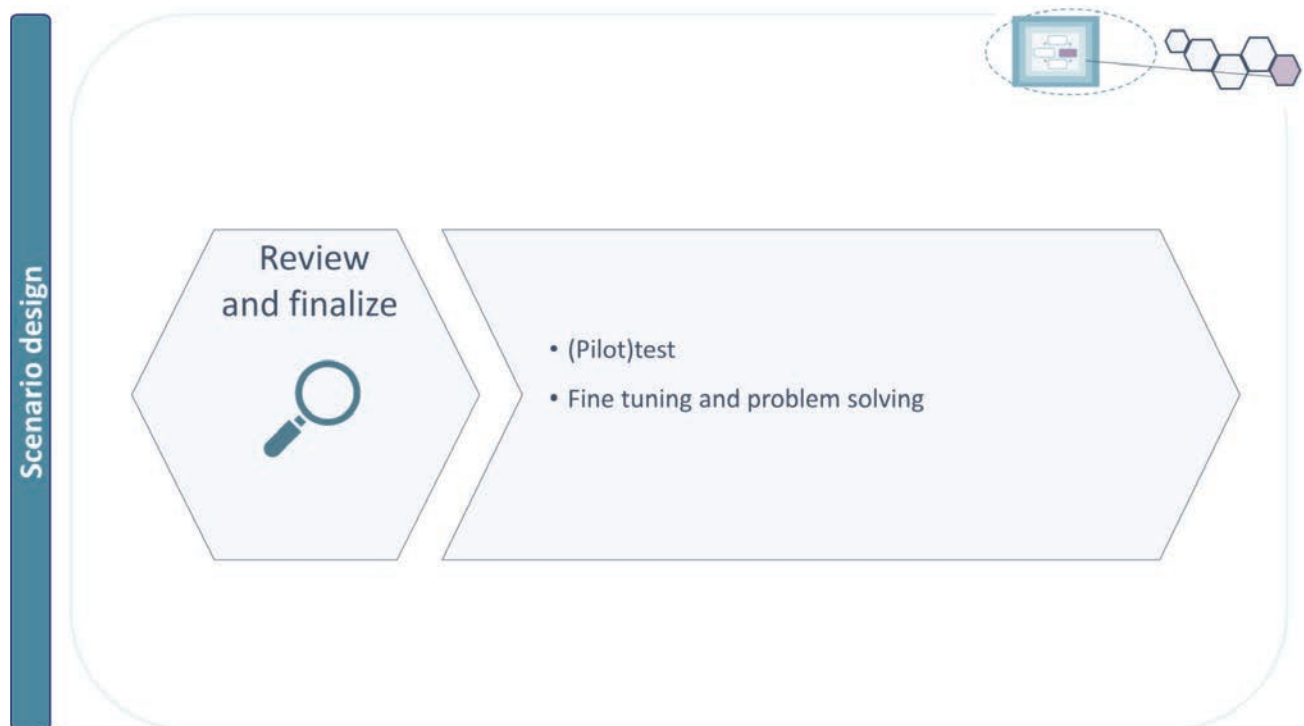 Scenario design
Review
and finalize
• (Pilot)test
• Fine tuning and problem solving